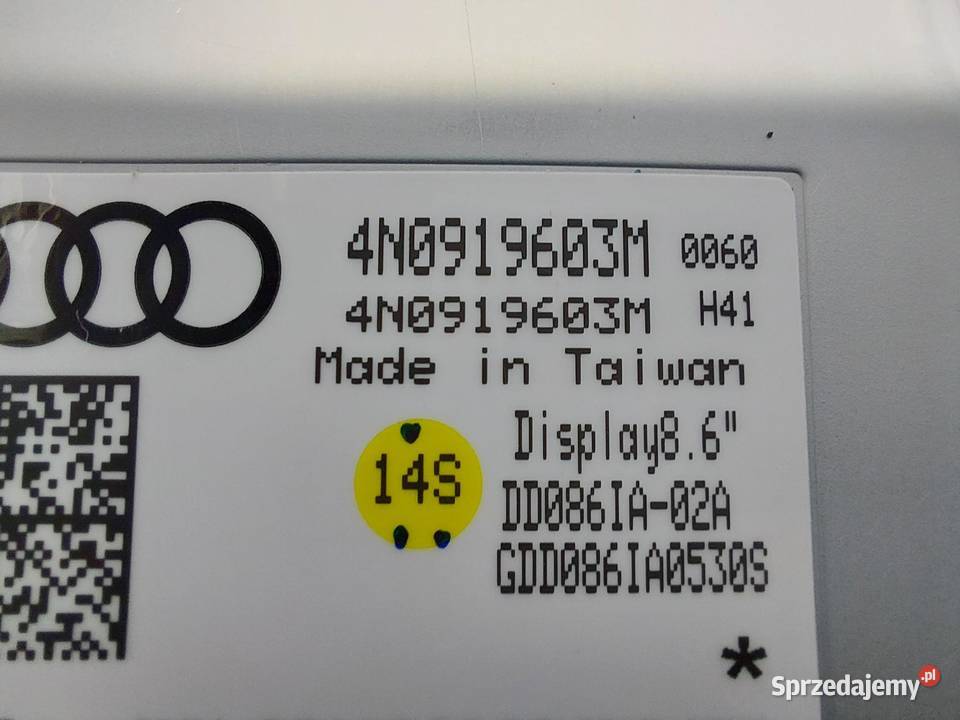 4N0919603M 0060
4N0919603M H41
Made in Taiwan
Display8.6"
14S
DD086IA-02A
GDD086IA0530S
*
Sprzedajemy.pl